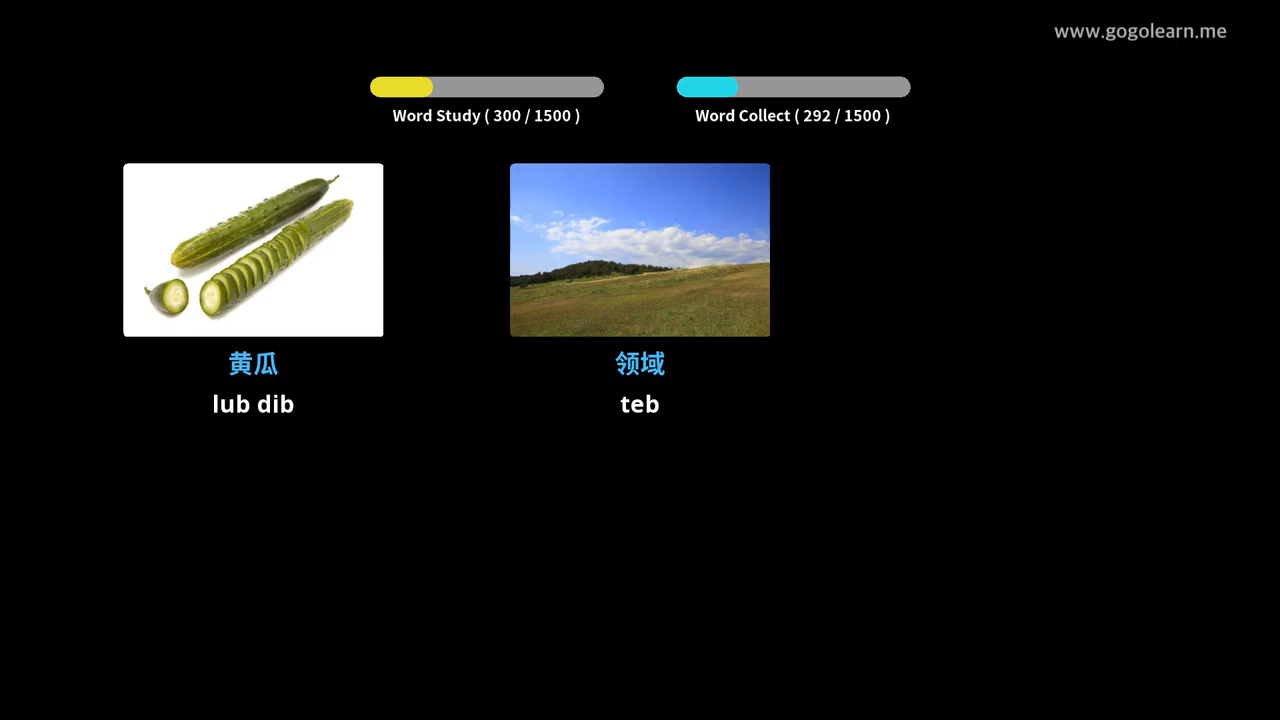 www.gogolearn.me
Word Study ( 300 / 1500 )
Word Collect ( 292 / 1500 )
黄瓜
lub dib
领域
teb